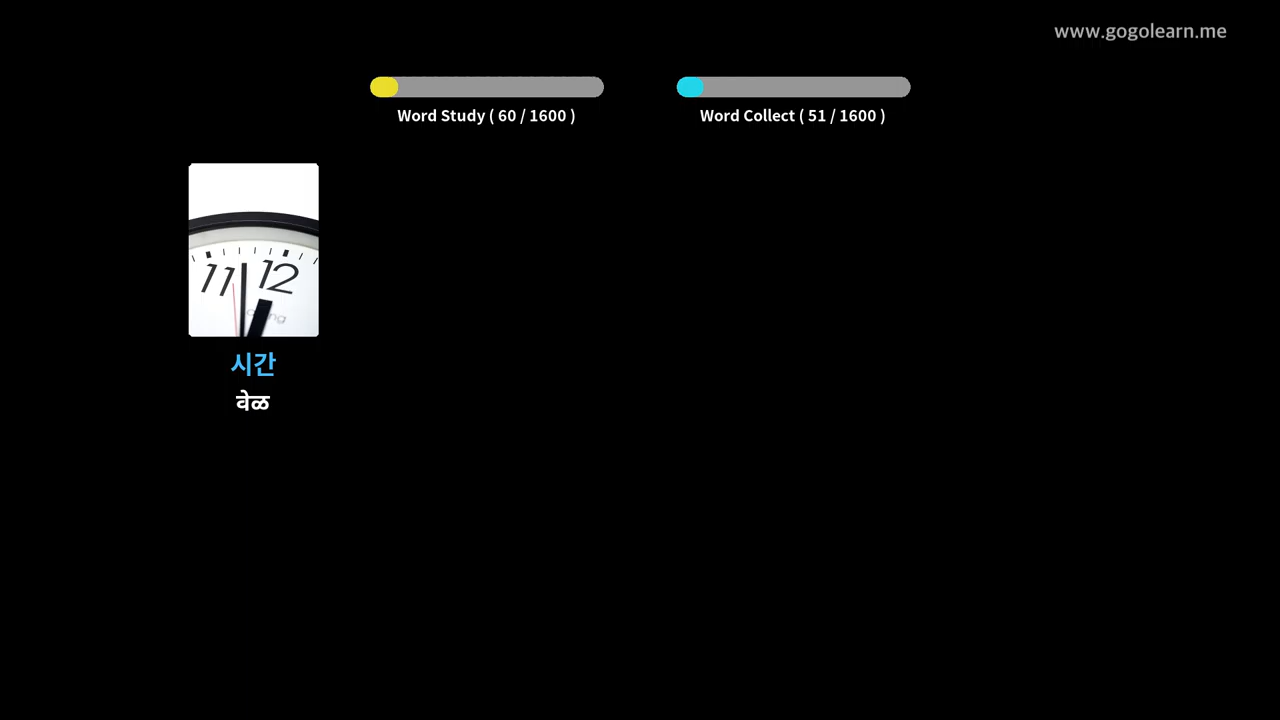 www.gogolearn.me
Word Study ( 60 / 1600 )
Word Collect ( 51 / 1600 )
11 12
시간
वेळ